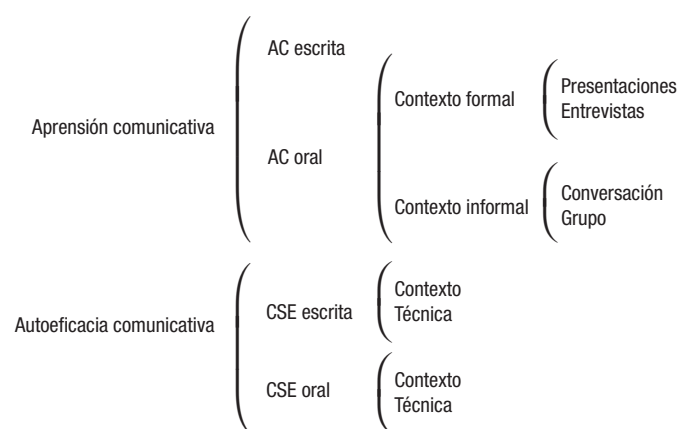 AC escrita
Aprensión comunicativa
AC oral
Contexto formal
Presentaciones
Entrevistas
Contexto informal
Conversación
Grupo
Autoeficacia comunicativa
CSE escrita
Contexto
Técnica
CSE oral
Contexto
Técnica